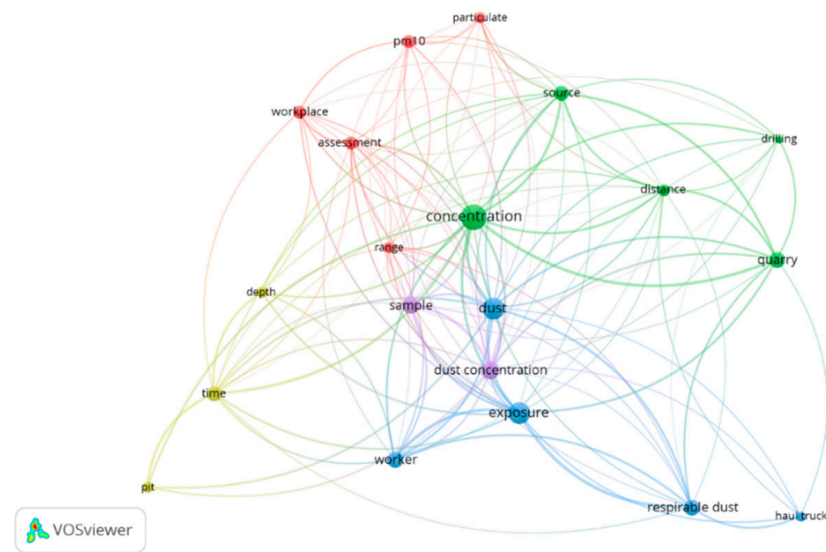 particulate
pm10
source
workplace
drilling
assessment
distance
concentration
range
quarry
depth
sample
dust
dust concentration
time
exposure
worker
pit
respirable dust
haul truck
VOSviewer